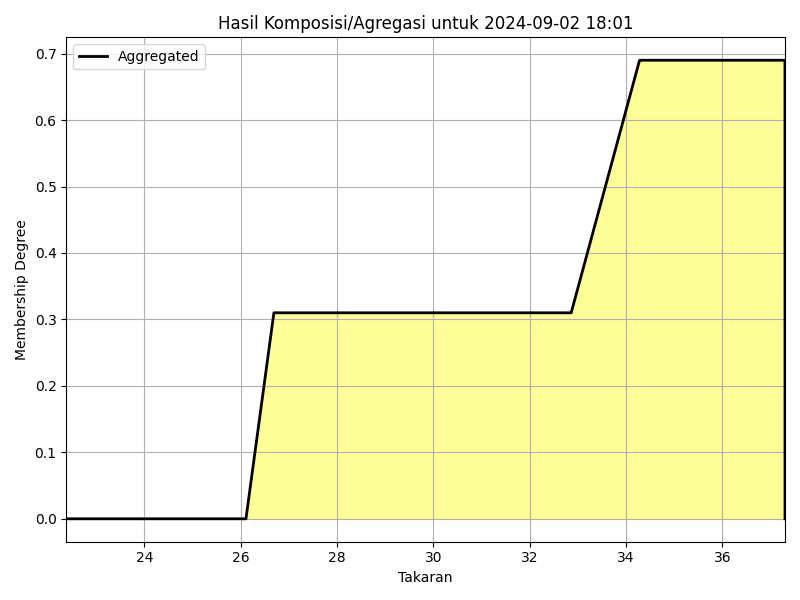 Hasil Komposisi/Agregasi untuk 2024-09-02 18:01
Aggregated
0.7
0.6
0.5
0.4
0.3
0.2
0.1
0.0
Membership Degree
24 26 28 30 32 34 36
Takaran